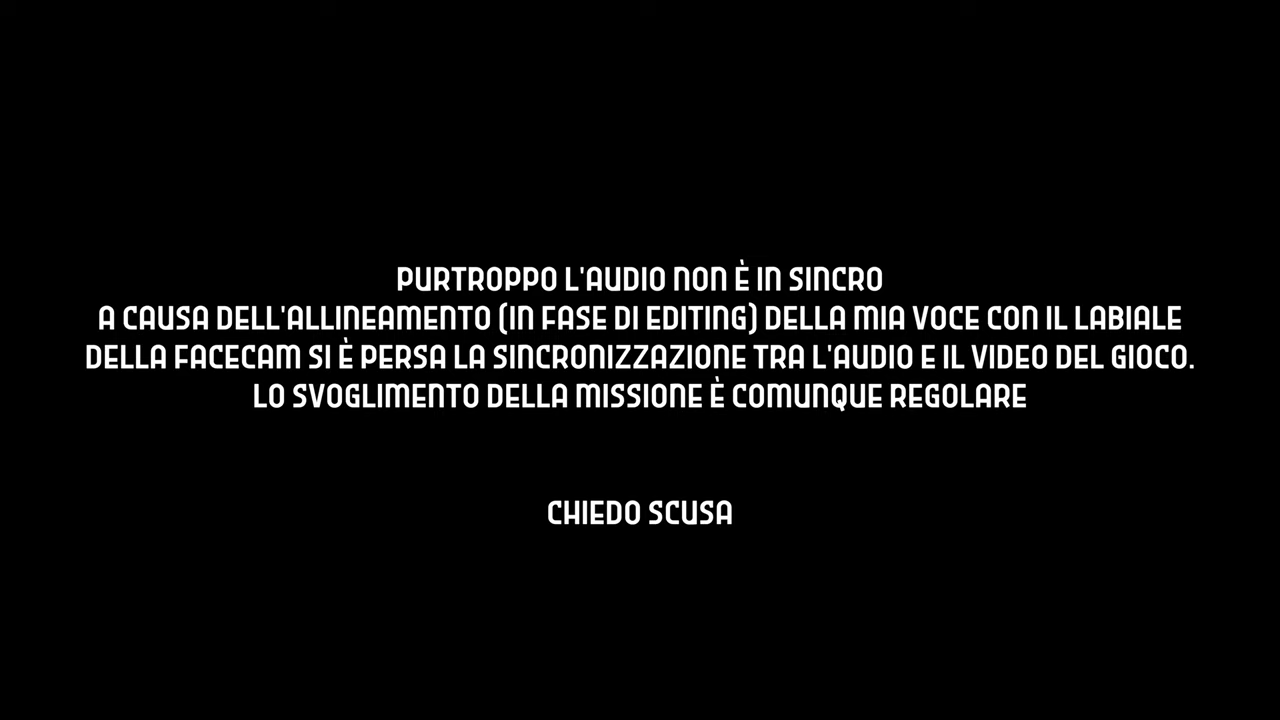 PURTROPPO L'AUDIO NON È IN SINCRO
A CAUSA DELL'ALLINEAMENTO (IN FASE DI EDITING) DELLA MIA VOCE CON IL LABIALE
DELLA FACECAM SI È PERSA LA SINCRONIZZAZIONE TRA L'AUDIO E IL VIDEO DEL GIOCO.
LO SVOGLIMENTO DELLA MISSIONE È COMUNQUE REGOLARE
CHIEDO SCUSA